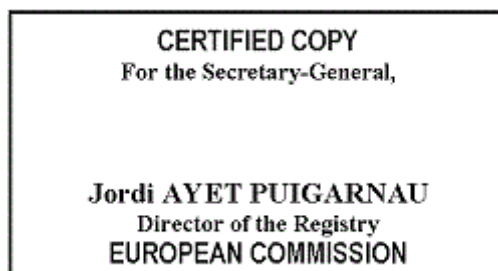 CERTIFIED COPY
For the Secretary-General,
Jordi AYET PUIGARNAU
Director of the Registry
EUROPEAN COMMISSION